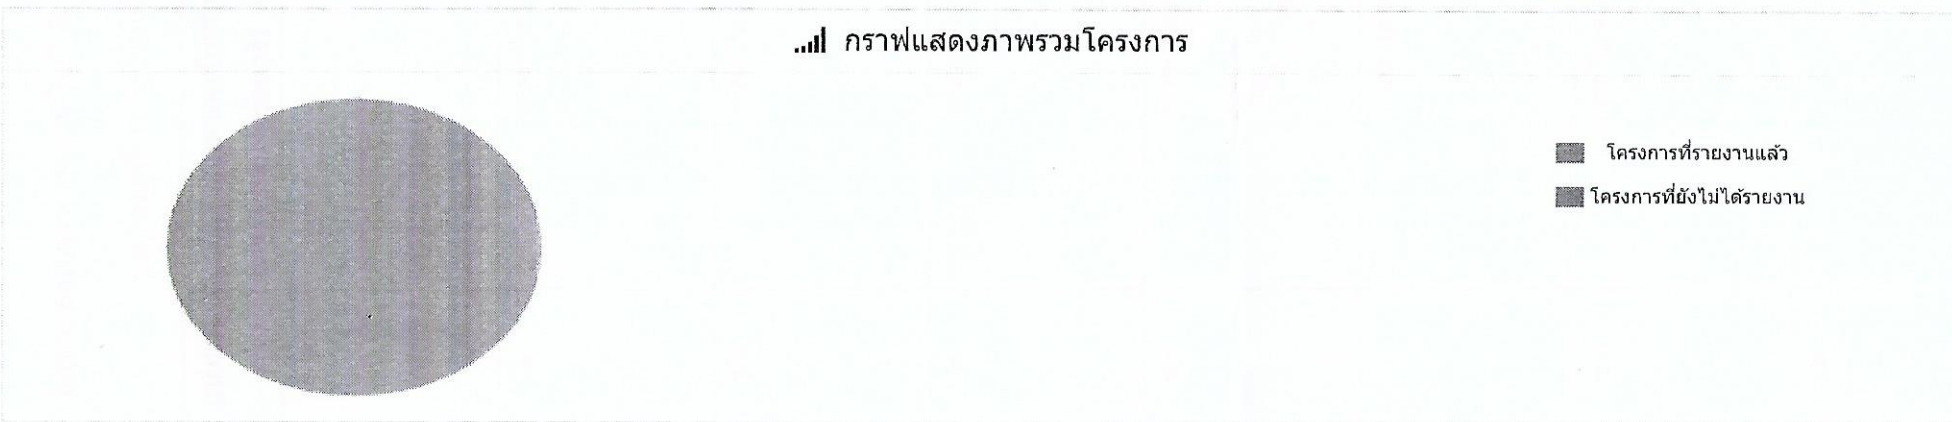 กราฟแสดงภาพรวมโครงการ
โครงการที่รายงานแล้ว
โครงการที่ยังไม่ได้รายงาน